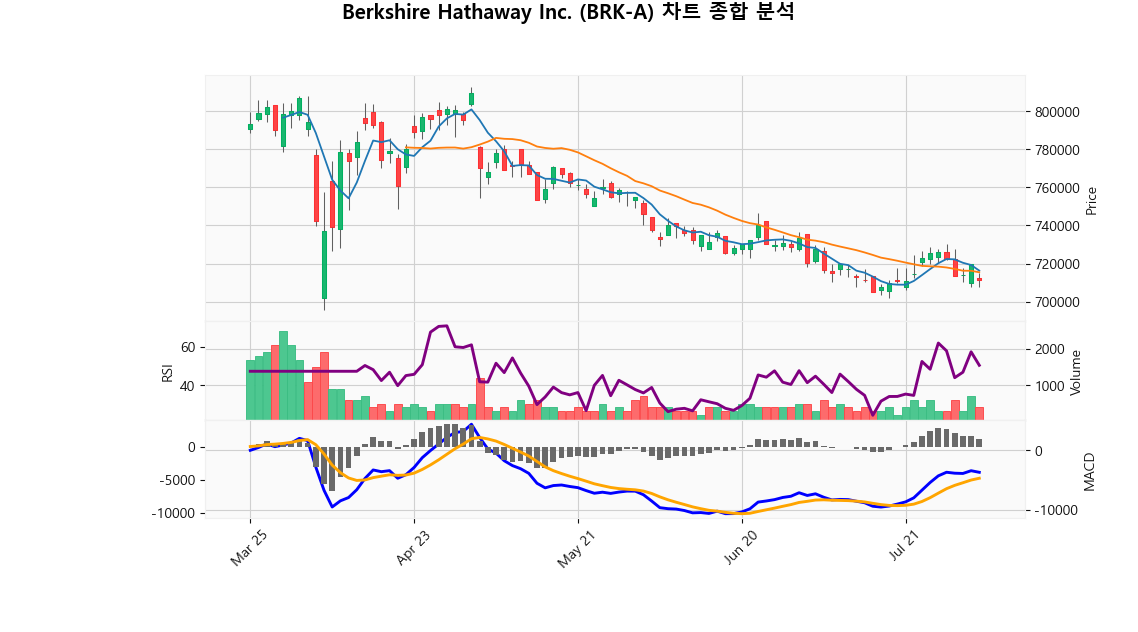 Berkshire Hathaway Inc. (BRK-A) 차트 종합 분석
800000
780000
760000
740000
720000
700000
Price
60
40
RSI
2000
1000
Volume
0
-5000
-10000
0
-10000
MACD
Mar 25
Apr 23
May 21
Jun 20
Jul 21